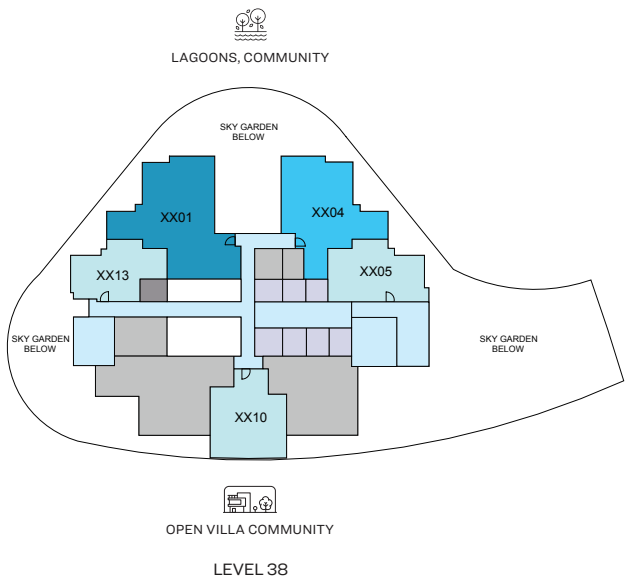 LAGOONS, COMMUNITY
SKY GARDEN
BELOW
XX01
XX04
XX13
XX05
SKY GARDEN
BELOW
SKY GARDEN
BELOW
XX10
OPEN VILLA COMMUNITY
LEVEL 38